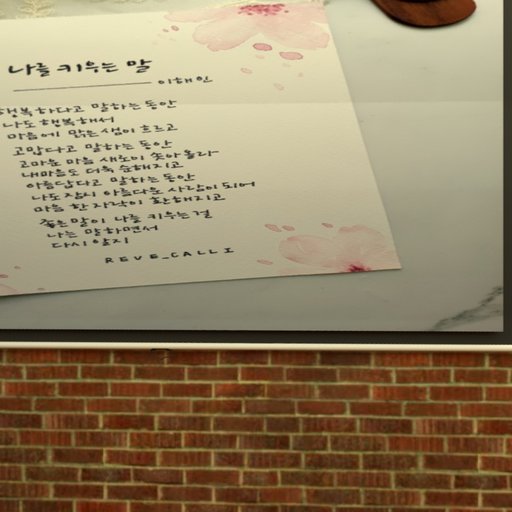 나를 키우는 말
이해인
행복하다고 말하는 동안
나도 행복해서
마음에 맑은 샘이 흐르고
고맙다고 말하는 동안
고마운 마음 새로이 솟아 올라
내마음도 더욱 순해지고
아름답다고 말하는 동안
나도 잠시 아름다운 사람이 되어
마음 한 자락이 환해지고
좋은 말이 나를 키우는 걸
나는 말하면서
다시 알지
REVE_CALLI